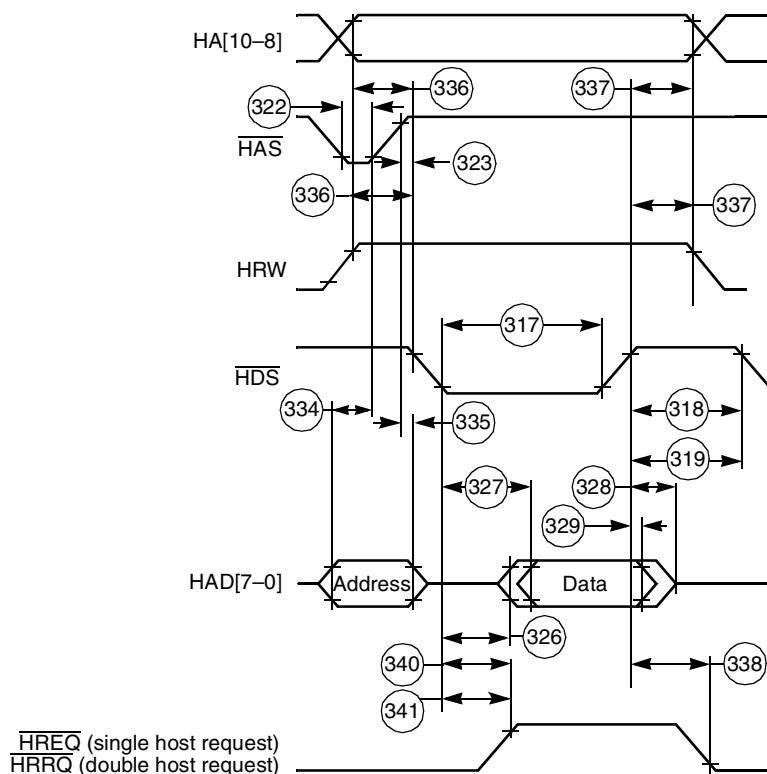 HA[10–8]
336
337
322
HAS
323
336
337
HRW
317
HDS
334
335
318
319
327
328
329
HAD[7–0]
Address
Data
326
340
338
341
HREQ (single host request)
HRRQ (double host request)